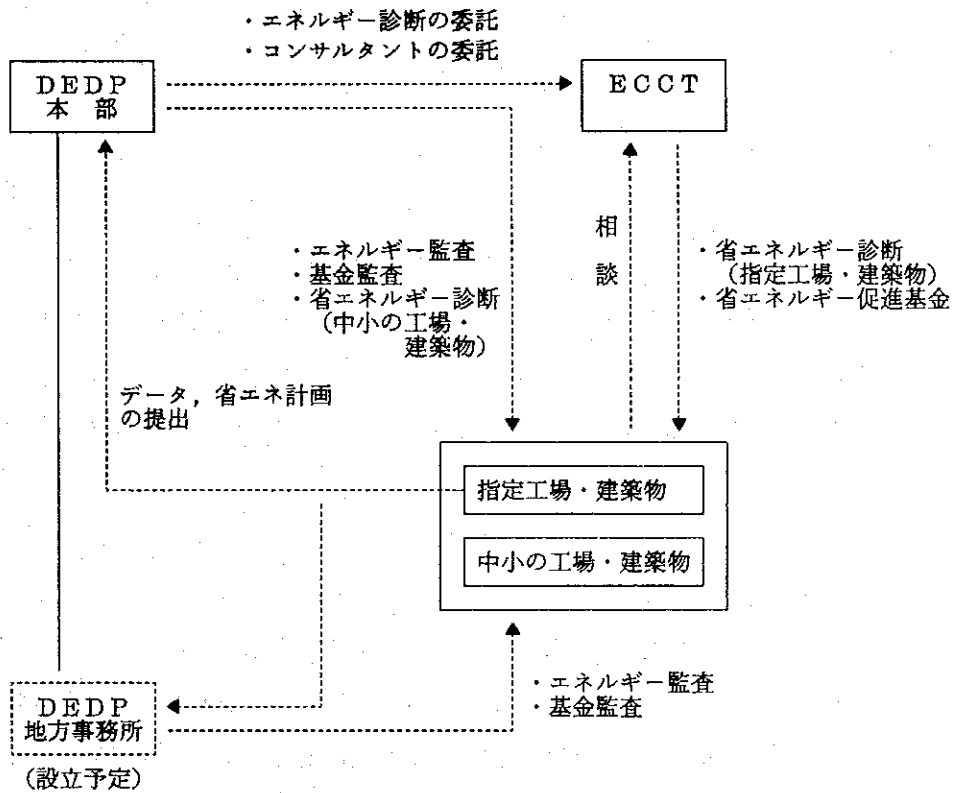 ・エネルギー診断の委託
・コンサルタントの委託
DEDP
本 部
ECCT
・エネルギー監査
・基金監査
・省エネルギー診断
(中小の工場・
建築物)
相
談
・省エネルギー診断
(指定工場・建築物)
・省エネルギー促進基金
データ,省エネ計画
の提出
指定工場・建築物
中小の工場・建築物
DEDP
地方事務所
(設立予定)
・エネルギー監査
・基金監査